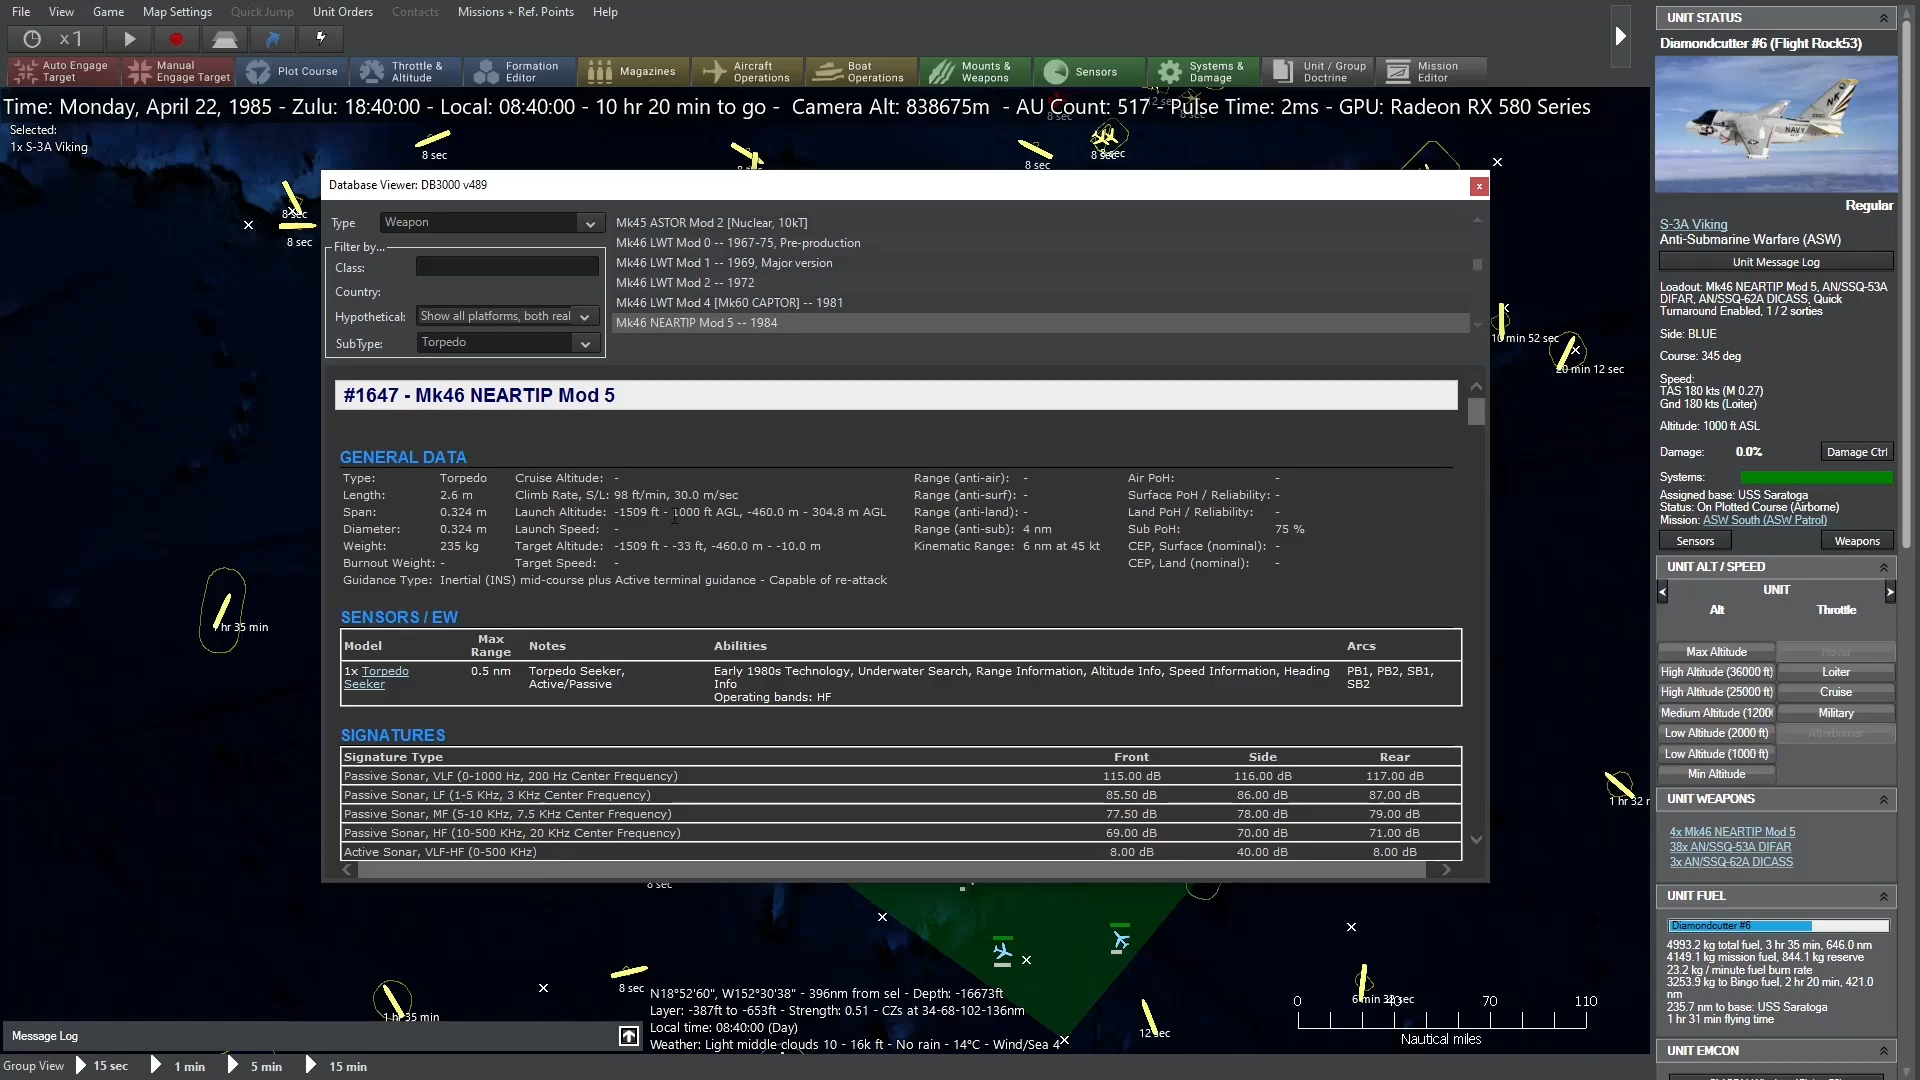 File View Game Map Settings Quick Jump Unit Orders Contacts Missions + Ref. Points Help
x1
Auto Engage Target
Manual Engage Target
Plot Course
Throttle & Altitude
Formation Editor
Magazines
Aircraft Operations
Boat Operations
Mounts & Weapons
Sensors
Systems & Damage
Unit / Group Doctrine
Mission Editor
Time: Monday, April 22, 1985 - Zulu: 18:40:00 - Local: 08:40:00 - 10 hr 20 min to go - Camera Alt: 838675m - AU Count: 517 - Pulse Time: 2ms - GPU: Radeon RX 580 Series
Selected:
1x S-3A Viking
8 sec
8 sec
8 sec
8 sec
8 sec
Database Viewer: DB3000 v489
Type Weapon
Filter by...
Class:
Country:
Hypothetical: Show all platforms, both real
SubType: Torpedo
Mk45 ASTOR Mod 2 [Nuclear, 10kT]
Mk46 LWT Mod 0 -- 1967-75, Pre-production
Mk46 LWT Mod 1 -- 1969, Major version
Mk46 LWT Mod 2 -- 1972
Mk46 LWT Mod 4 [Mk60 CAPTOR] -- 1981
Mk46 NEARTIP Mod 5 -- 1984
#1647 - Mk46 NEARTIP Mod 5
GENERAL DATA
Type: Torpedo Cruise Altitude: - Range (anti-air): - Air PoH: -
Length: 2.6 m Climb Rate, S/L: 98 ft/min, 30.0 m/sec Range (anti-surf): - Surface PoH / Reliability: -
Span: 0.324 m Launch Altitude: -1509 ft - 1000 ft AGL, -460.0 m - 304.8 m AGL Range (anti-land): - Land PoH / Reliability: -
Diameter: 0.324 m Launch Speed: - Range (anti-sub): 4 nm Sub PoH: 75 %
Weight: 235 kg Target Altitude: -1509 ft - -33 ft, -460.0 m - -10.0 m Kinematic Range: 6 nm at 45 kt CEP, Surface (nominal): -
Burnout Weight: - Target Speed: - CEP, Land (nominal): -
Guidance Type: Inertial (INS) mid-course plus Active terminal guidance - Capable of re-attack
SENSORS / EW
Model Max Range Notes Abilities Arcs
1x Torpedo Seeker 0.5 nm Torpedo Seeker, Active/Passive Early 1980s Technology, Underwater Search, Range Information, Altitude Info, Speed Information, Heading Info PB1, PB2, SB1, SB2
Operating bands: HF
SIGNATURES
Signature Type Front Side Rear
Passive Sonar, VLF (0-1000 Hz, 200 Hz Center Frequency) 115.00 dB 116.00 dB 117.00 dB
Passive Sonar, LF (1-5 KHz, 3 KHz Center Frequency) 85.50 dB 86.00 dB 87.00 dB
Passive Sonar, MF (5-10 KHz, 7.5 KHz Center Frequency) 77.50 dB 78.00 dB 79.00 dB
Passive Sonar, HF (10-500 KHz, 20 KHz Center Frequency) 69.00 dB 70.00 dB 71.00 dB
Active Sonar, VLF-HF (0-500 KHz) 8.00 dB 40.00 dB 8.00 dB
10 min 52 sec
20 min 12 sec
hr 35 min
1 hr 32
8 sec
8 sec
1 hr 35 min
12 sec
N18°52'60", W152°30'38" - 396nm from sel - Depth: -16673ft
Layer: -387ft to -653ft - Strength: 0.51 - CZs at 34-68-102-136nm
Local time: 08:40:00 (Day)
Weather: Light middle clouds 10 - 16k ft - No rain - 14°C - Wind/Sea 4
0 70 110
Nautical miles
Message Log
Group View 15 sec 1 min 5 min 15 min
UNIT STATUS
Diamondcutter #6 (Flight Rock53)
NAVY
NK
Regular
S-3A Viking
Anti-Submarine Warfare (ASW)
Unit Message Log
Loadout: Mk46 NEARTIP Mod 5, AN/SSQ-53A
DIFAR, AN/SSQ-62A DICASS, Quick
Turnaround Enabled, 1 / 2 sorties
Side: BLUE
Course: 345 deg
Speed:
TAS 180 kts (M 0.27)
Gnd 180 kts (Loiter)
Altitude: 1000 ft ASL
Damage: 0.0% Damage Ctrl
Systems:
Assigned base: USS Saratoga
Status: On Plotted Course (Airborne)
Mission: ASW South (ASW Patrol)
Sensors Weapons
UNIT ALT / SPEED
UNIT
Alt Throttle
Max Altitude Hover
High Altitude (36000 ft) Loiter
High Altitude (25000 ft) Cruise
Medium Altitude (1200 Military
Low Altitude (2000 ft) Afterburner
Low Altitude (1000 ft)
Min Altitude
UNIT WEAPONS
4x Mk46 NEARTIP Mod 5
38x AN/SSQ-53A DIFAR
3x AN/SSQ-62A DICASS
UNIT FUEL
Diamondcutter #6
4993.2 kg total fuel, 3 hr 35 min, 646.0 nm
4149.1 kg mission fuel, 844.1 kg reserve
23.2 kg / minute fuel burn rate
3253.9 kg to Bingo fuel, 2 hr 20 min, 421.0
nm
235.7 nm to base: USS Saratoga
1 hr 31 min flying time
UNIT EMCON